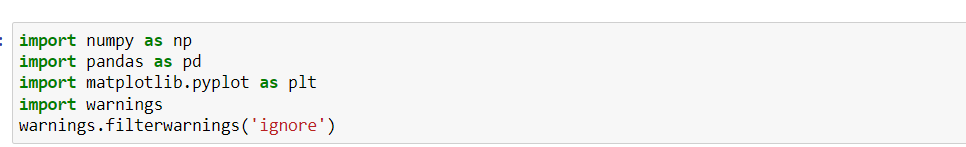 import numpy as np
import pandas as pd
import matplotlib.pyplot as plt
import warnings
warnings.filterwarnings('ignore')